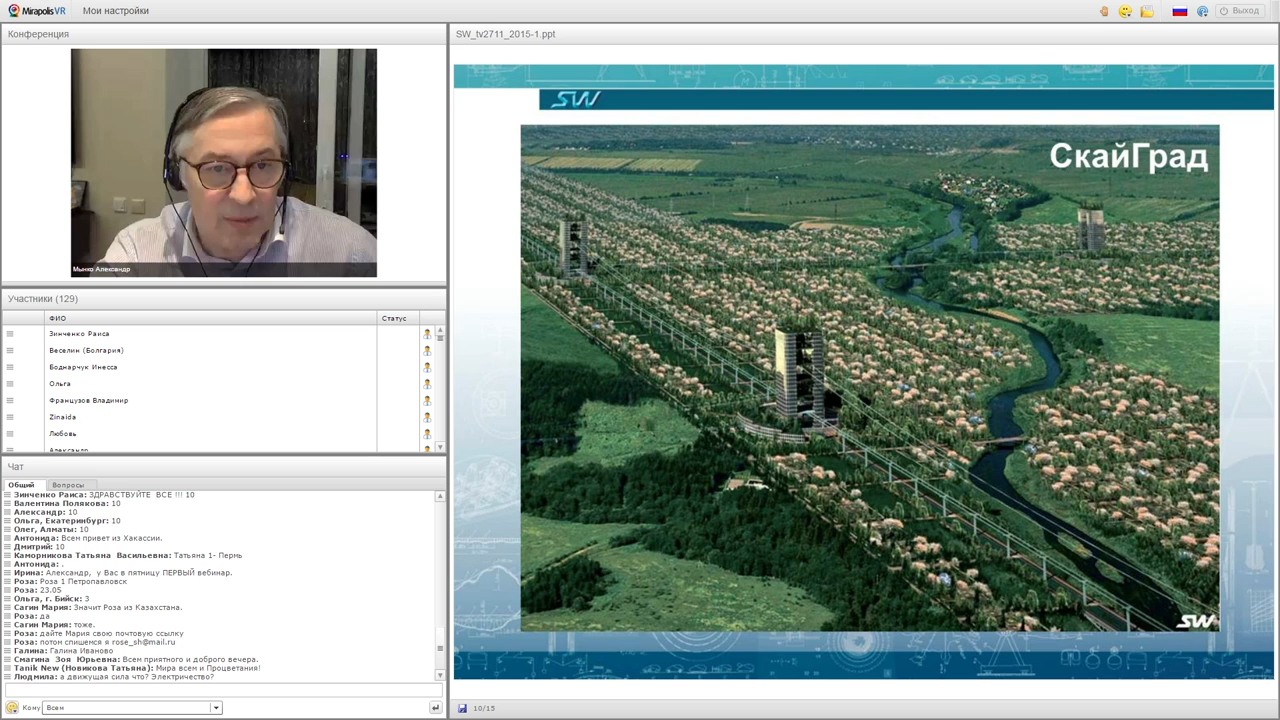 Mirapolis VR
Мои настройки
Выход
Конференция
Мынко Александр
Участники (129)
ФИО
Статус
Зинченко Раиса
Веселин (Болгария)
Боднарчук Инесса
Ольга
Французов Владимир
Zinaida
Любовь
Александр
Чат
Общий
Вопросы
Зинченко Раиса: ЗДРАВСТВУЙТЕ ВСЕ !!! 10
Валентина Полякова: 10
Александр: 10
Ольга, Екатеринбург: 10
Олег, Алматы: 10
Антонида: Всем привет из Хакассии.
Дмитрий: 10
Каморникова Татьяна Васильевна: Татьяна 1- Пермь
Антонида: .
Ирина: Александр, у Вас в пятницу ПЕРВЫЙ вебинар.
Роза: Роза 1 Петропавловск
Роза: 23.05
Ольга, г. Бийск: 3
Сагин Мария: Значит Роза из Казахстана.
Роза: да
Сагин Мария: тоже.
Роза: дайте Мария свою почтовую ссылку
Роза: потом спишемся я rose_sh@mail.ru
Галина: Галина Иваново
Смагина Зоя Юрьевна: Всем приятного и доброго вечера.
Tanik New (Новикова Татьяна): Мира всем и Процветания!
Людмила: а движущая сила что? Электричество?
Кому
Всем
SW_tv2711_2015-1.ppt
SW
СкайГрад
SW
10/15